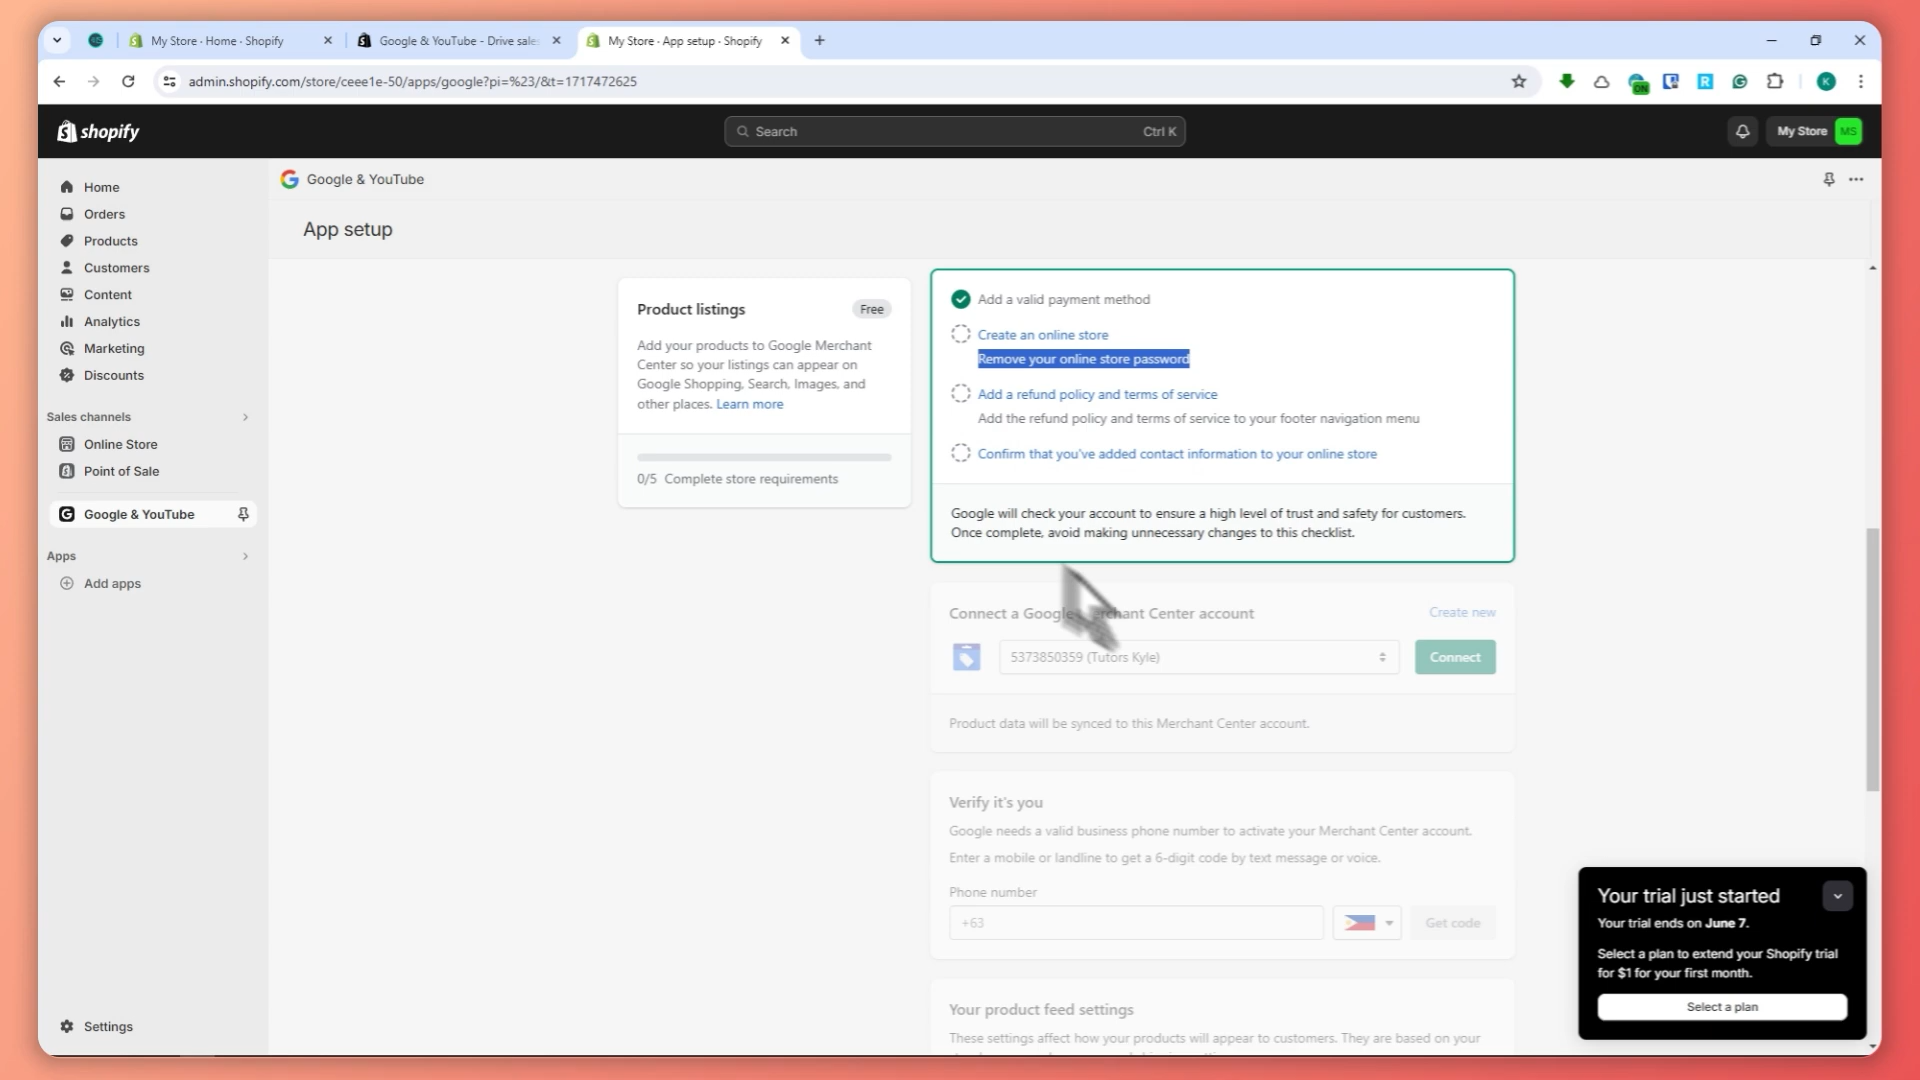 My Store · Home · Shopify
Google & YouTube - Drive sales
My Store · App setup · Shopify
admin.shopify.com/store/ceee1e-50/apps/google?pi=%23/&t=1717472625
ON
R
K
shopify
Search
Ctrl K
My Store
MS
Home
Orders
Products
Customers
Content
Analytics
Marketing
Discounts
Sales channels
Online Store
Point of Sale
Google & YouTube
Apps
Add apps
Settings
Google & YouTube
App setup
Product listings
Free
Add your products to Google Merchant
Center so your listings can appear on
Google Shopping, Search, Images, and
other places. Learn more
0/5 Complete store requirements
Add a valid payment method
Create an online store
Remove your online store password
Add a refund policy and terms of service
Add the refund policy and terms of service to your footer navigation menu
Confirm that you've added contact information to your online store
Google will check your account to ensure a high level of trust and safety for customers.
Once complete, avoid making unnecessary changes to this checklist.
Connect a Google Merchant Center account
Create new
5373850359 (Tutors Kyle)
Connect
Product data will be synced to this Merchant Center account.
Verify it's you
Google needs a valid business phone number to activate your Merchant Center account.
Enter a mobile or landline to get a 6-digit code by text message or voice.
Phone number
+63
Get code
Your product feed settings
These settings affect how your products will appear to customers. They are based on your
Your trial just started
Your trial ends on June 7.
Select a plan to extend your Shopify trial
for $1 for your first month.
Select a plan